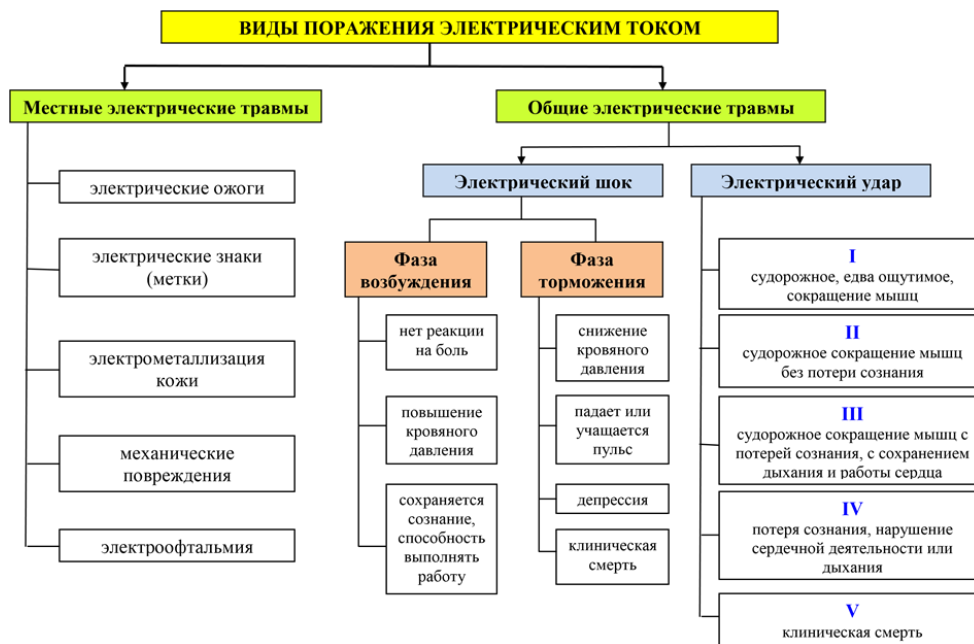 ВИДЫ ПОРАЖЕНИЯ ЭЛЕКТРИЧЕСКИМ ТОКОМ
Местные электрические травмы
Общие электрические травмы
электрические ожоги
электрические знаки
(метки)
электрометаллизация
кожи
механические
повреждения
электроофтальмия
Электрический шок
Фаза
возбуждения
нет реакции
на боль
повышение
кровяного
давления
сохраняется
сознание,
способность
выполнять
работу
Фаза
торможения
снижение
кровяного
давления
падает или
учащается
пульс
депрессия
клиническая
смерть
Электрический удар
I
судорожное, едва ощутимое,
сокращение мышц
II
судорожное сокращение мышц
без потери сознания
III
судорожное сокращение мышц с
потерей сознания, с сохранением
дыхания и работы сердца
IV
потеря сознания, нарушение
сердечной деятельности или
дыхания
V
клиническая смерть